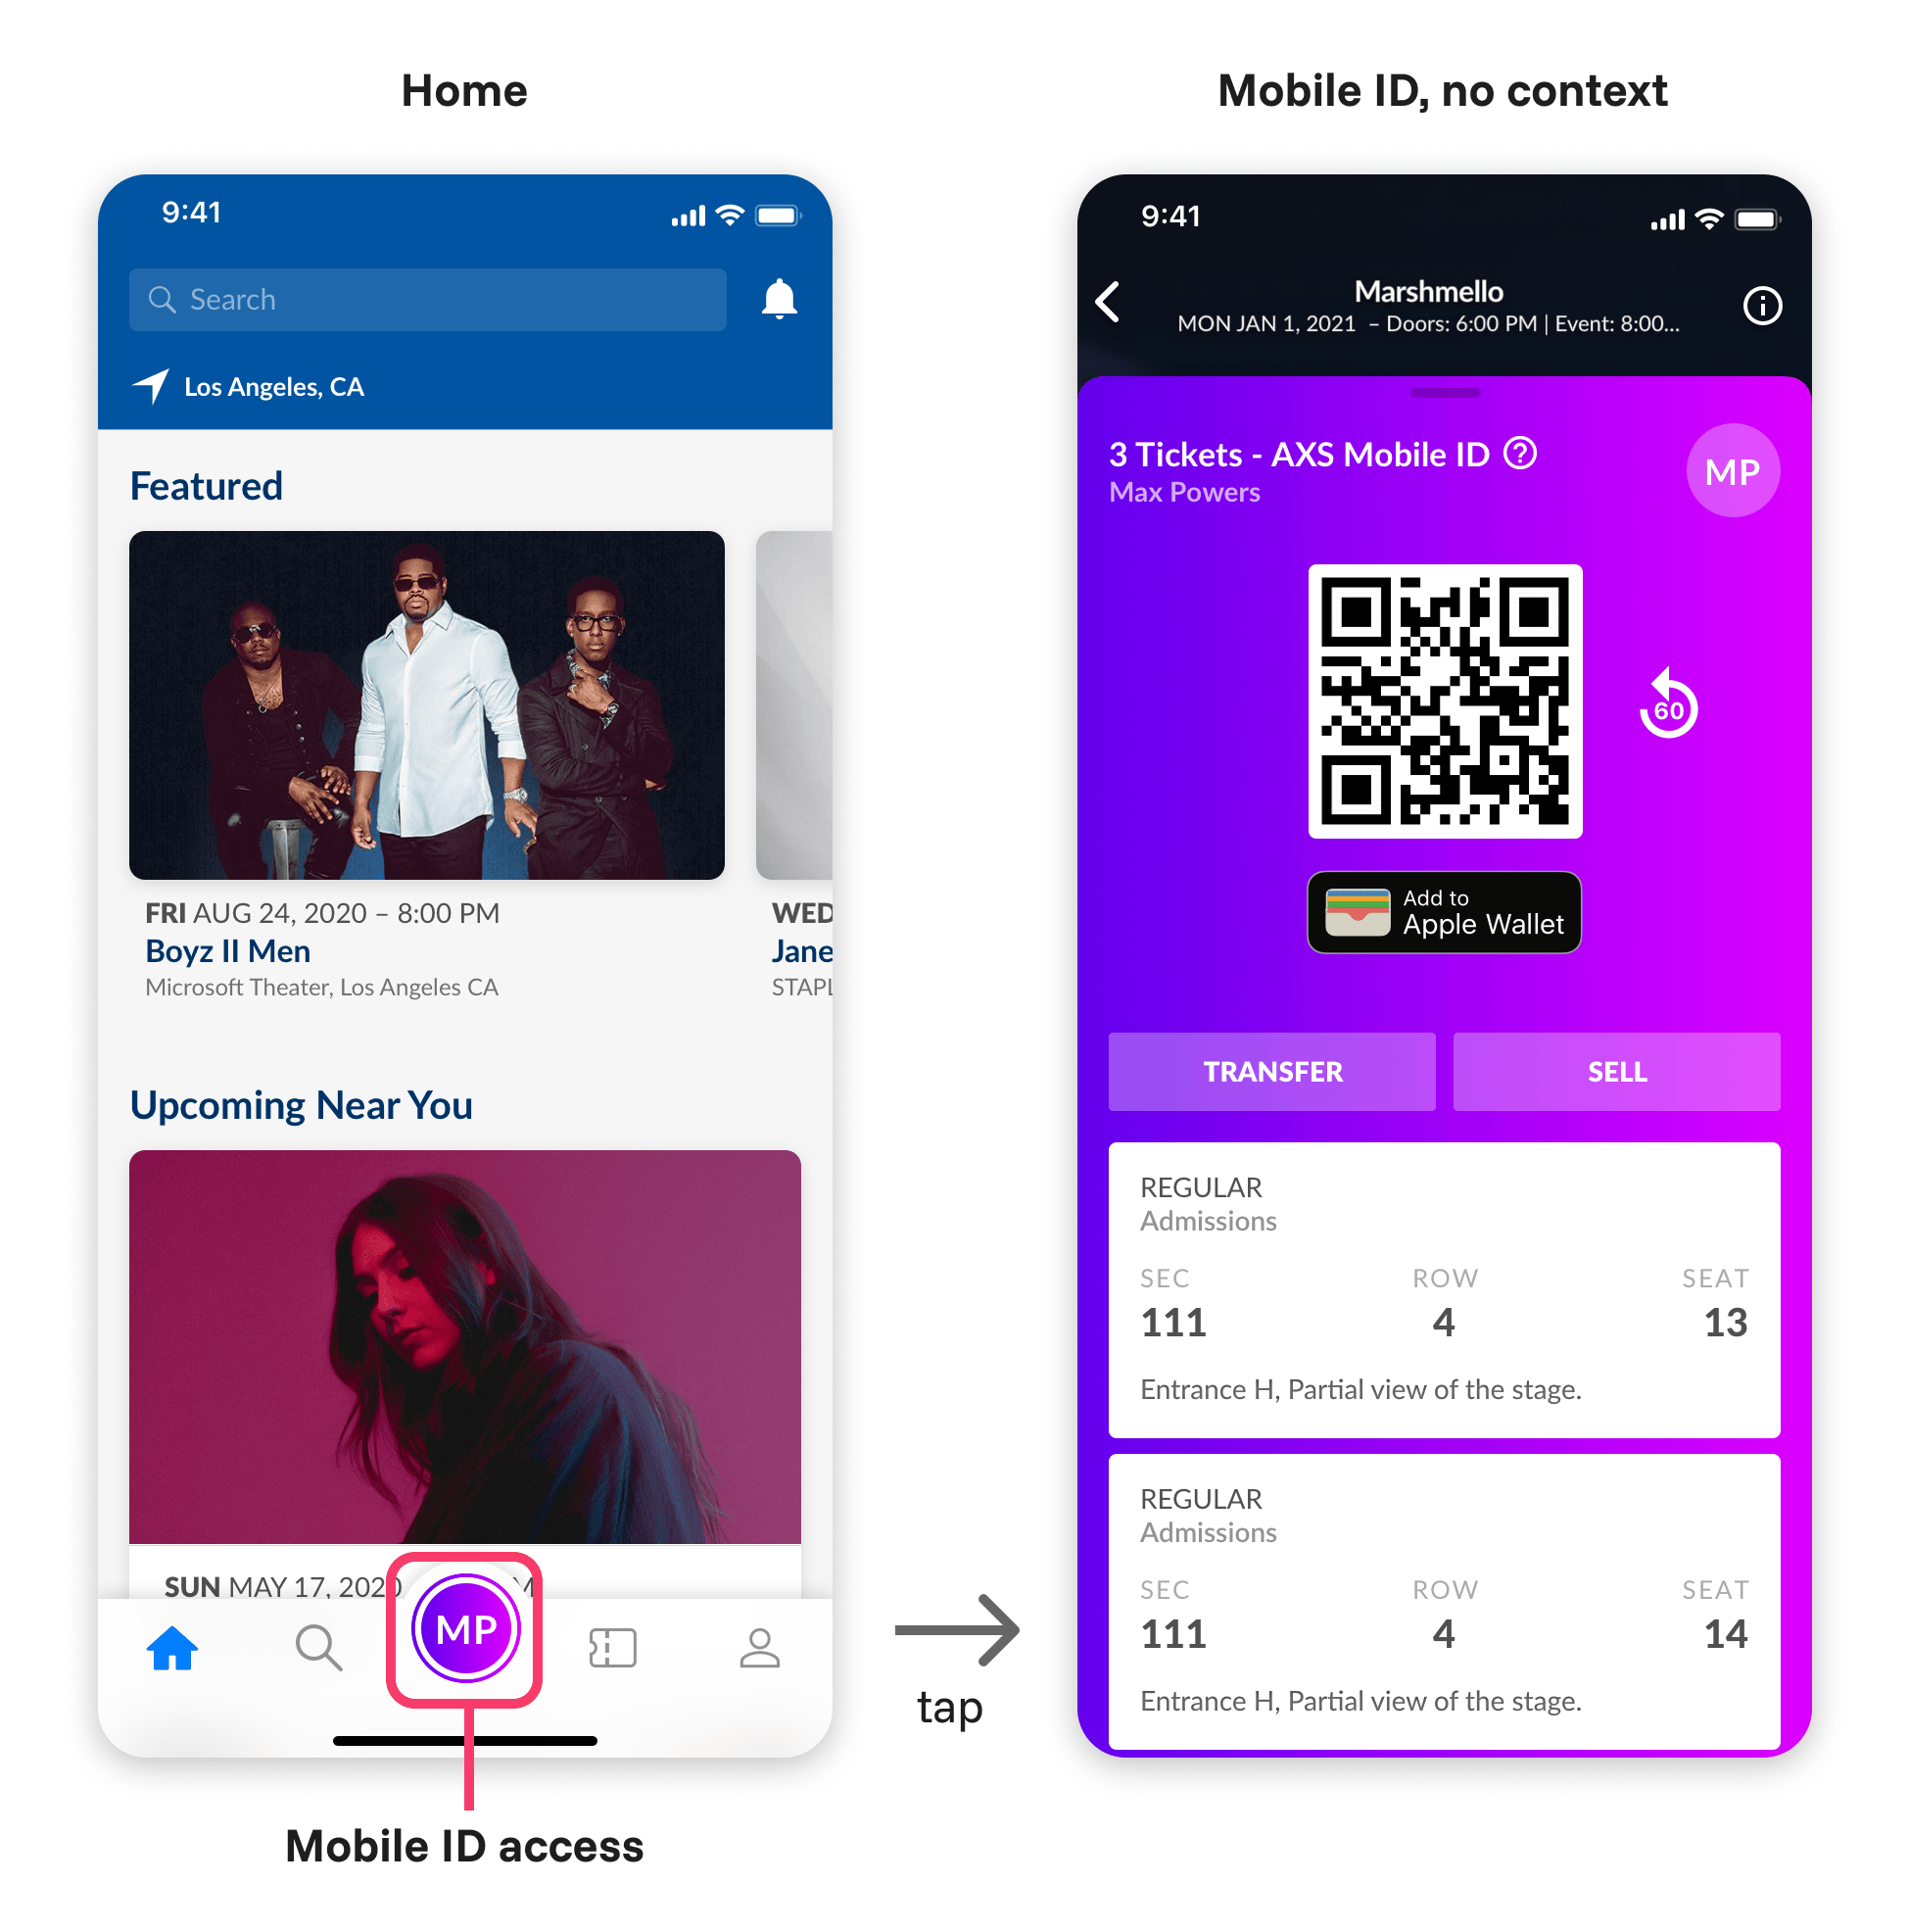 Home
Mobile ID, no context
9:41
Search
Los Angeles, CA
Featured
FRI AUG 24, 2020 – 8:00 PM
Boyz II Men
Microsoft Theater, Los Angeles CA
WED
Jane
STAPL
Upcoming Near You
SUN MAY 17, 2020
MP
Mobile ID access
tap
9:41
Marshmello
MON JAN 1, 2021 – Doors: 6:00 PM | Event: 8:00...
3 Tickets - AXS Mobile ID
Max Powers
MP
60
Add to
Apple Wallet
TRANSFER
SELL
REGULAR
Admissions
SEC ROW SEAT
111 4 13
Entrance H, Partial view of the stage.
REGULAR
Admissions
SEC ROW SEAT
111 4 14
Entrance H, Partial view of the stage.